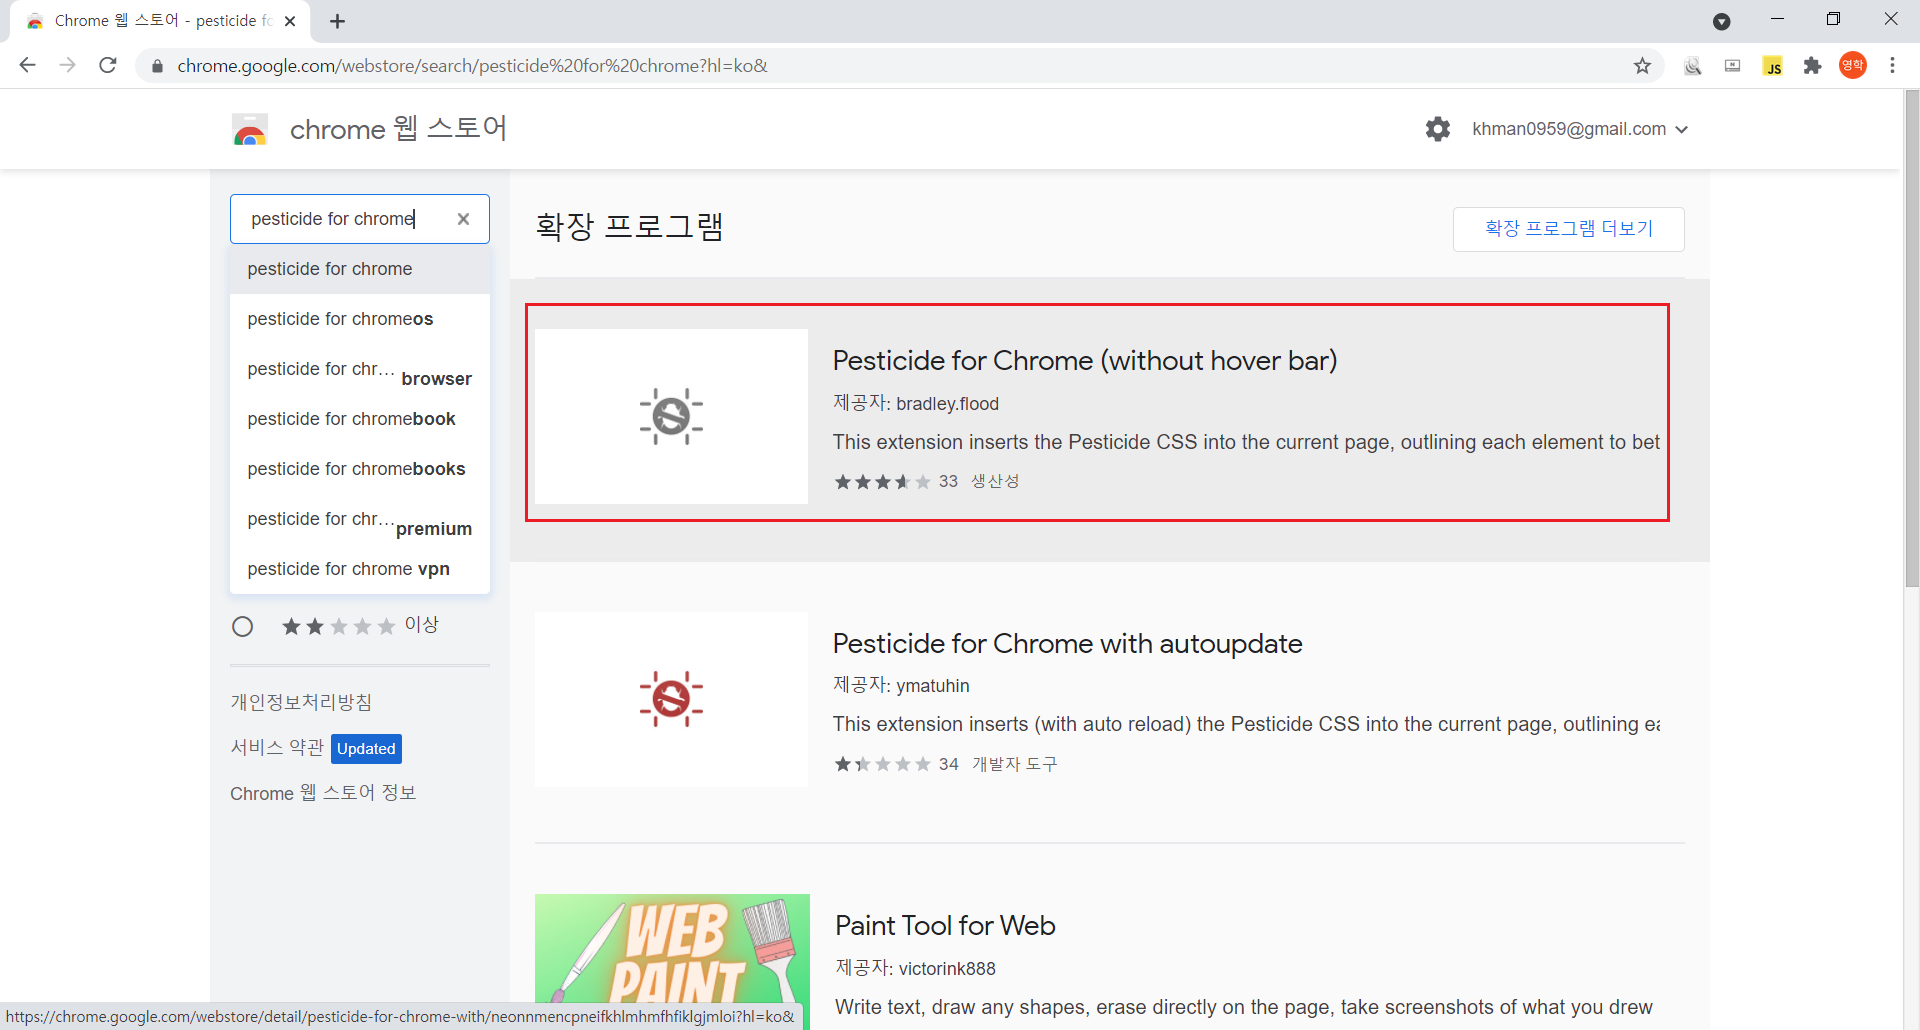 Chrome 웹 스토어 - pesticide fo
chrome.google.com/webstore/search/pesticide%20for%20chrome?hl=ko&
JS
영학
chrome 웹 스토어
khman0959@gmail.com
pesticide for chrome
pesticide for chrome
pesticide for chromeos
pesticide for chr… browser
pesticide for chromebook
pesticide for chromebooks
pesticide for chr… premium
pesticide for chrome vpn
이상
개인정보처리방침
서비스 약관 Updated
Chrome 웹 스토어 정보
확장 프로그램
확장 프로그램 더보기
Pesticide for Chrome (without hover bar)
제공자: bradley.flood
This extension inserts the Pesticide CSS into the current page, outlining each element to bet
33 생산성
Pesticide for Chrome with autoupdate
제공자: ymatuhin
This extension inserts (with auto reload) the Pesticide CSS into the current page, outlining ea
34 개발자 도구
WEB
PAINT
Paint Tool for Web
제공자: victorink888
Write text, draw any shapes, erase directly on the page, take screenshots of what you drew
https://chrome.google.com/webstore/detail/pesticide-for-chrome-with/neonnmencpneifkhlmhmfhfiklgjmloi?hl=ko&